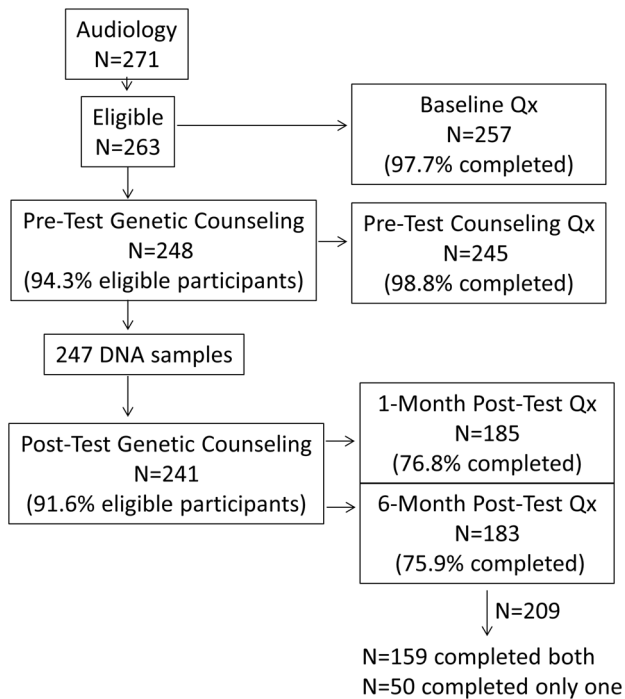 Audiology
N=271
Eligible
N=263
Baseline Qx
N=257
(97.7% completed)
Pre-Test Genetic Counseling
N=248
(94.3% eligible participants)
Pre-Test Counseling Qx
N=245
(98.8% completed)
247 DNA samples
Post-Test Genetic Counseling
N=241
(91.6% eligible participants)
1-Month Post-Test Qx
N=185
(76.8% completed)
6-Month Post-Test Qx
N=183
(75.9% completed)
N=209
N=159 completed both
N=50 completed only one